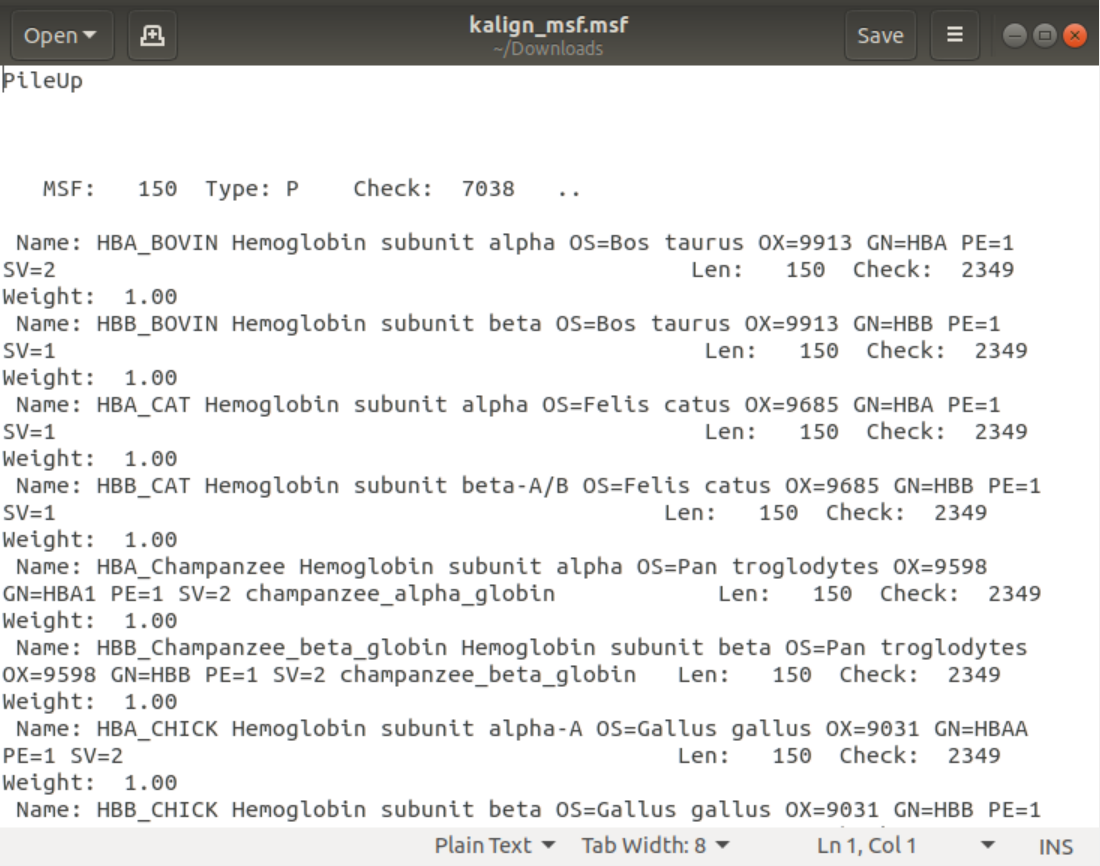 Open
kalign_msf.msf
~/Downloads
Save
PileUp
MSF: 150 Type: P Check: 7038 ..
Name: HBA_BOVIN Hemoglobin subunit alpha OS=Bos taurus OX=9913 GN=HBA PE=1
SV=2 Len: 150 Check: 2349
Weight: 1.00
Name: HBB_BOVIN Hemoglobin subunit beta OS=Bos taurus OX=9913 GN=HBB PE=1
SV=1 Len: 150 Check: 2349
Weight: 1.00
Name: HBA_CAT Hemoglobin subunit alpha OS=Felis catus OX=9685 GN=HBA PE=1
SV=1 Len: 150 Check: 2349
Weight: 1.00
Name: HBB_CAT Hemoglobin subunit beta-A/B OS=Felis catus OX=9685 GN=HBB PE=1
SV=1 Len: 150 Check: 2349
Weight: 1.00
Name: HBA_Champanzee Hemoglobin subunit alpha OS=Pan troglodytes OX=9598
GN=HBA1 PE=1 SV=2 champanzee_alpha_globin Len: 150 Check: 2349
Weight: 1.00
Name: HBB_Champanzee_beta_globin Hemoglobin subunit beta OS=Pan troglodytes
OX=9598 GN=HBB PE=1 SV=2 champanzee_beta_globin Len: 150 Check: 2349
Weight: 1.00
Name: HBA_CHICK Hemoglobin subunit alpha-A OS=Gallus gallus OX=9031 GN=HBAA
PE=1 SV=2 Len: 150 Check: 2349
Weight: 1.00
Name: HBB_CHICK Hemoglobin subunit beta OS=Gallus gallus OX=9031 GN=HBB PE=1
Plain Text Tab Width: 8 Ln 1, Col 1 INS